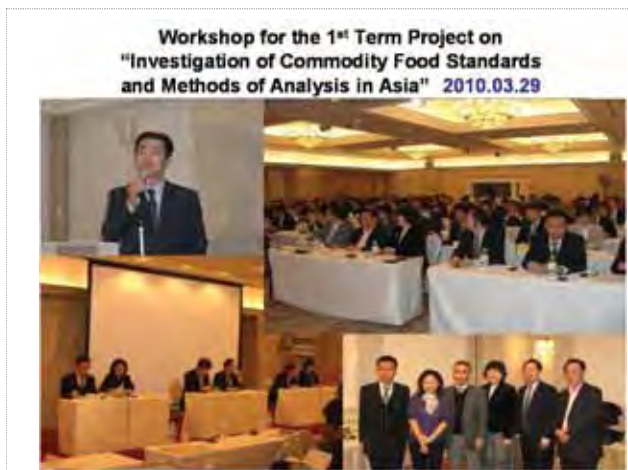 Workshop for the 1st Term Project on
“Investigation of Commodity Food Standards
and Methods of Analysis in Asia” 2010.03.29